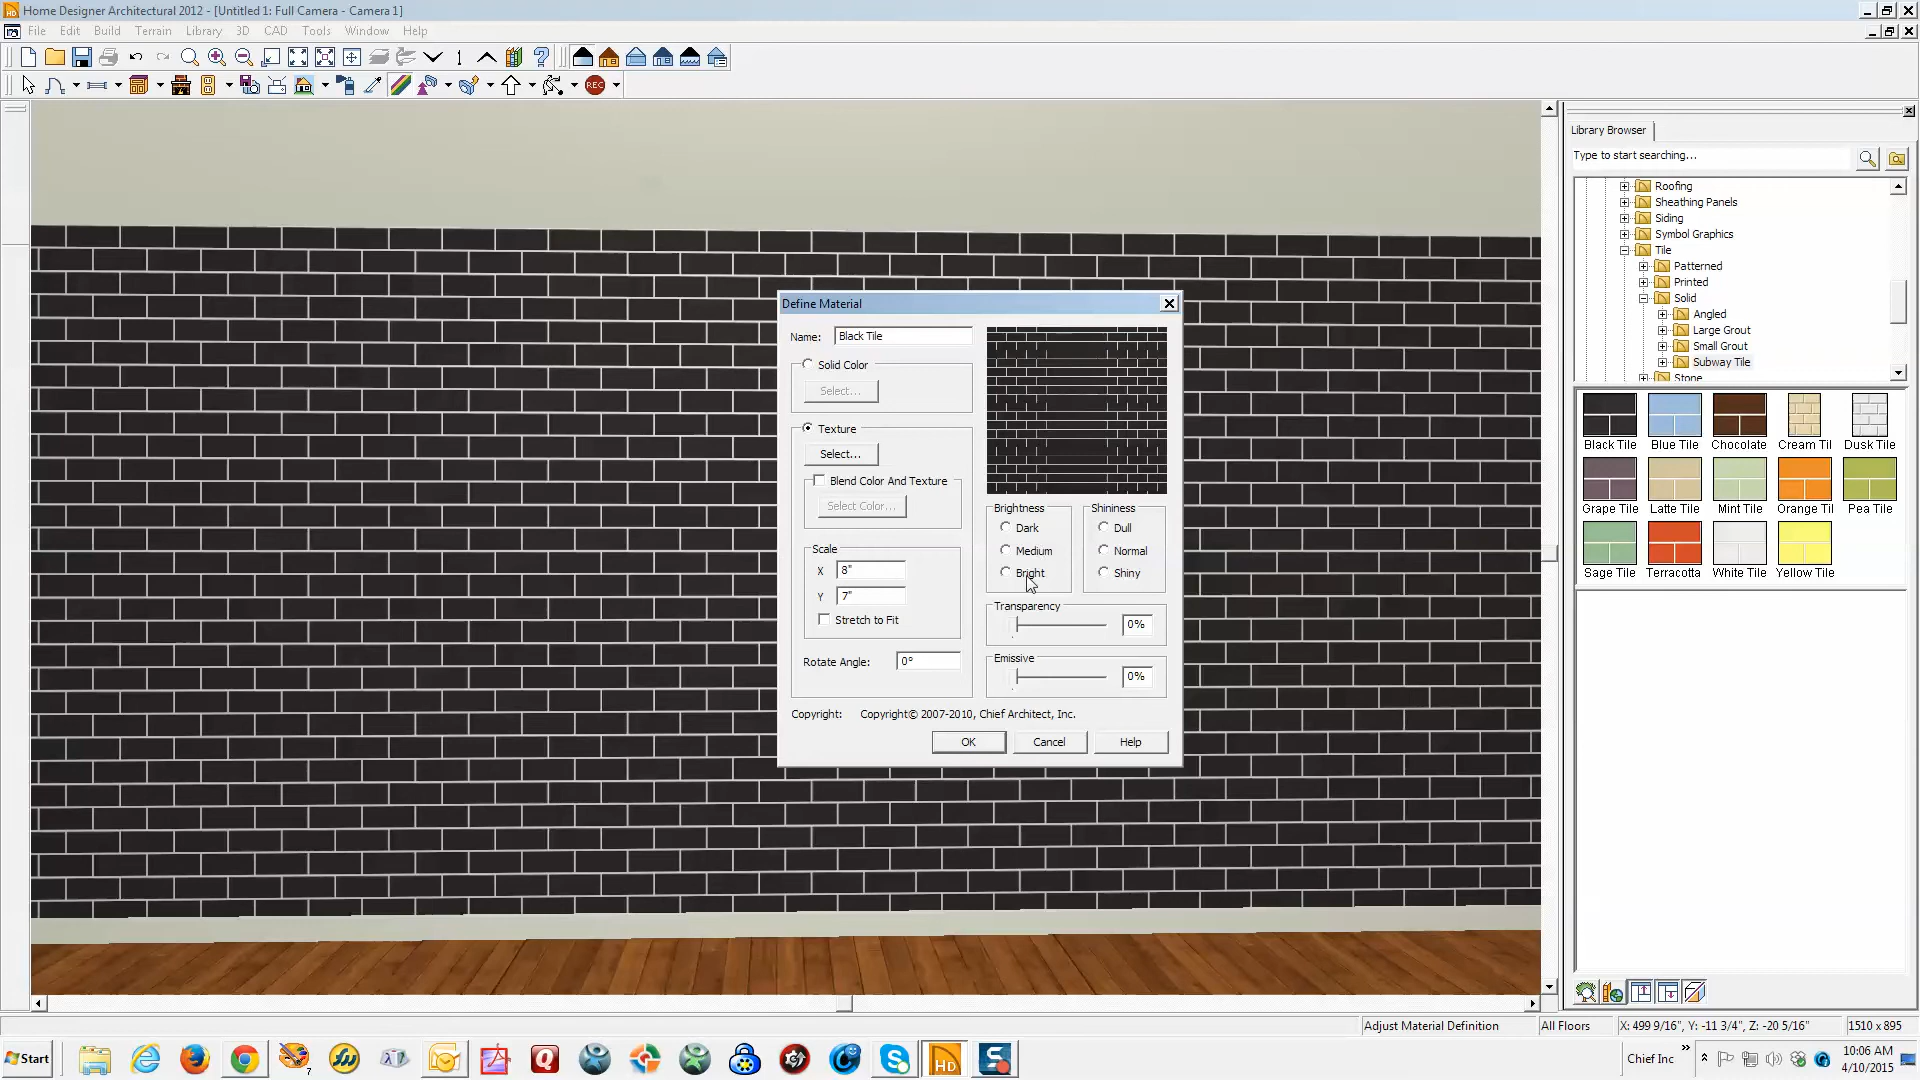 Home Designer Architectural 2012 - [Untitled 1: Full Camera - Camera 1]
File Edit Build Terrain Library 3D CAD Tools Window Help
REC
Library Browser
Type to start searching...
Roofing
Sheathing Panels
Siding
Symbol Graphics
Tile
Patterned
Printed
Solid
Angled
Large Grout
Small Grout
Subway Tile
Stone
Black Tile Blue Tile Chocolate Cream Til Dusk Tile
Grape Tile Latte Tile Mint Tile Orange Til Pea Tile
Sage Tile Terracotta White Tile Yellow Tile
Define Material
Name: Black Tile
Solid Color
Select...
Texture
Select...
Blend Color And Texture
Select Color...
Scale
X 8"
Y 7"
Stretch to Fit
Rotate Angle: 0°
Brightness
Dark
Medium
Bright
Shininess
Dull
Normal
Shiny
Transparency
0%
Emissive
0%
Copyright: Copyright© 2007-2010, Chief Architect, Inc.
OK Cancel Help
Adjust Material Definition All Floors X: 499 9/16", Y: -11 3/4", Z: -20 5/16" 1510 x 895
Start
Chief Inc
10:06 AM
4/10/2015